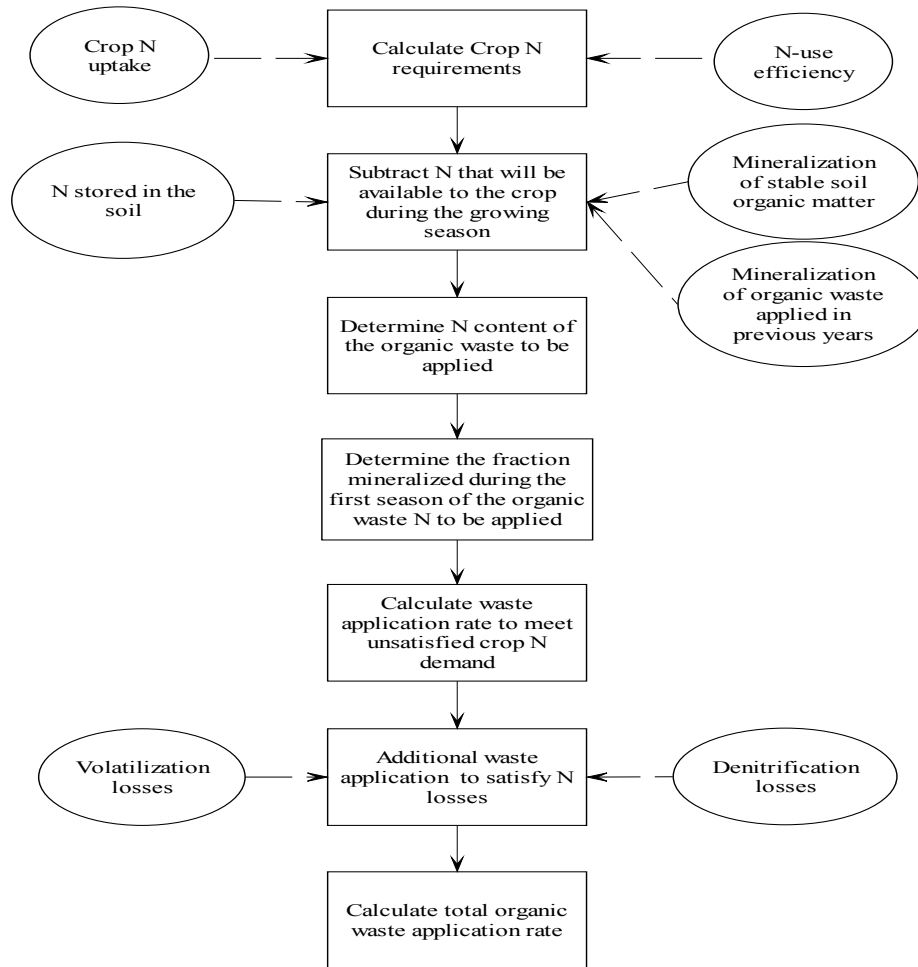 Crop N
uptake
Calculate Crop N
requirements
N-use
efficiency
N stored in the
soil
Subtract N that will be
available to the crop
during the growing
season
Mineralization
of stable soil
organic matter
Mineralization
of organic waste
applied in
previous years
Determine N content of
the organic waste to be
applied
Determine the fraction
mineralized during the
first season of the organic
waste N to be applied
Calculate waste
application rate to meet
unsatisfied crop N
demand
Volatilization
losses
Additional waste
application to satisfy N
losses
Denitrification
losses
Calculate total organic
waste application rate